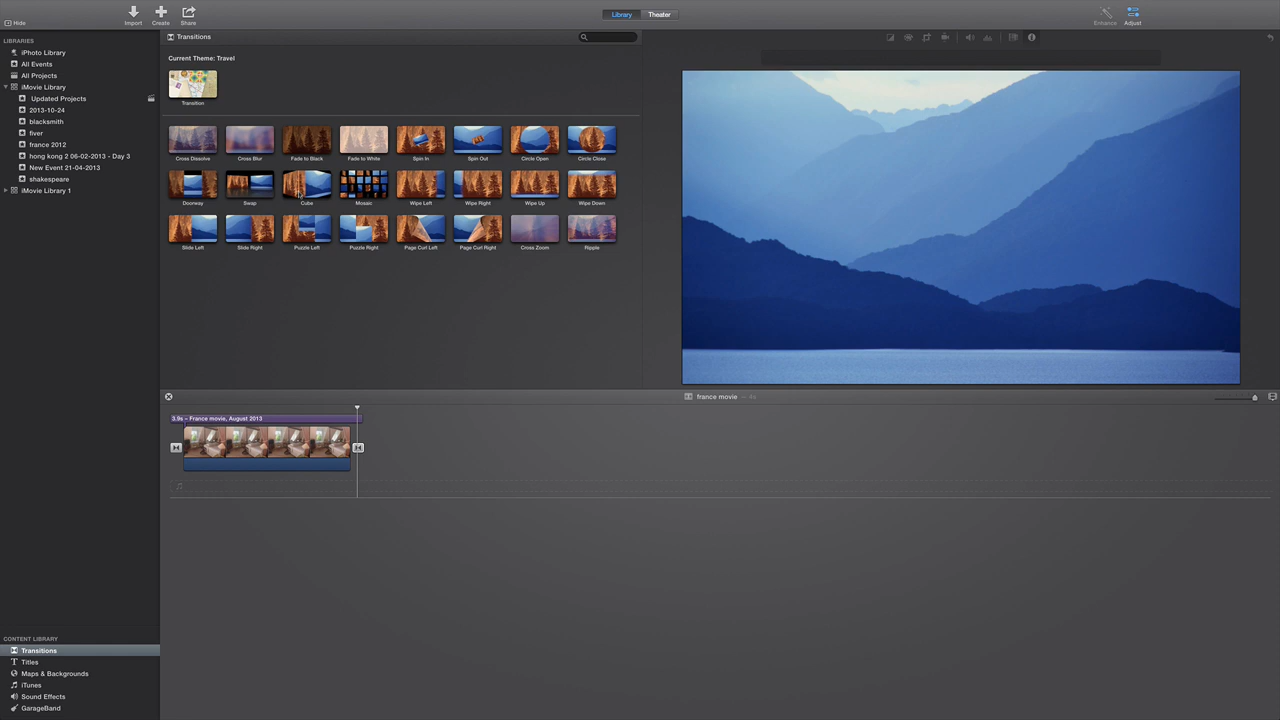 Hide
Import
Create
Share
Library
Theater
Enhance
Adjust
LIBRARIES
iPhoto Library
All Events
All Projects
iMovie Library
Updated Projects
2013-10-24
blacksmith
fiver
france 2012
hong kong 2 06-02-2013 - Day 3
New Event 21-04-2013
shakespeare
iMovie Library 1
Transitions
Current Theme: Travel
Transition
Cross Dissolve
Cross Blur
Fade to Black
Fade to White
Spin In
Spin Out
Circle Open
Circle Close
Doorway
Swap
Cube
Mosaic
Wipe Left
Wipe Right
Wipe Up
Wipe Down
Slide Left
Slide Right
Puzzle Left
Puzzle Right
Page Curl Left
Page Curl Right
Cross Zoom
Ripple
france movie — 4s
3.9s – France movie, August 2013
CONTENT LIBRARY
Transitions
Titles
Maps & Backgrounds
iTunes
Sound Effects
GarageBand